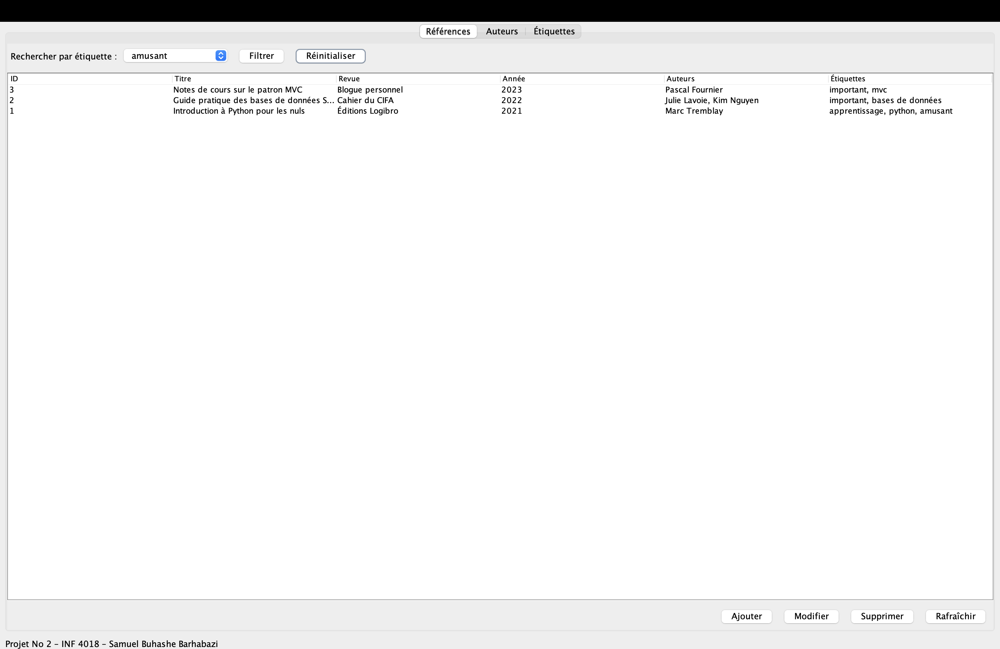 Références Auteurs Étiquettes
Rechercher par étiquette : amusant Filtrer Réinitialiser
ID Titre Revue Année Auteurs Étiquettes
3 Notes de cours sur le patron MVC Blogue personnel 2023 Pascal Fournier important, mvc
2 Guide pratique des bases de données S... Cahier du CIFA 2022 Julie Lavoie, Kim Nguyen important, bases de données
1 Introduction à Python pour les nuls Éditions Logibro 2021 Marc Tremblay apprentissage, python, amusant
Ajouter Modifier Supprimer Rafraîchir
Projet No 2 – INF 4018 – Samuel Buhashe Barhabazi